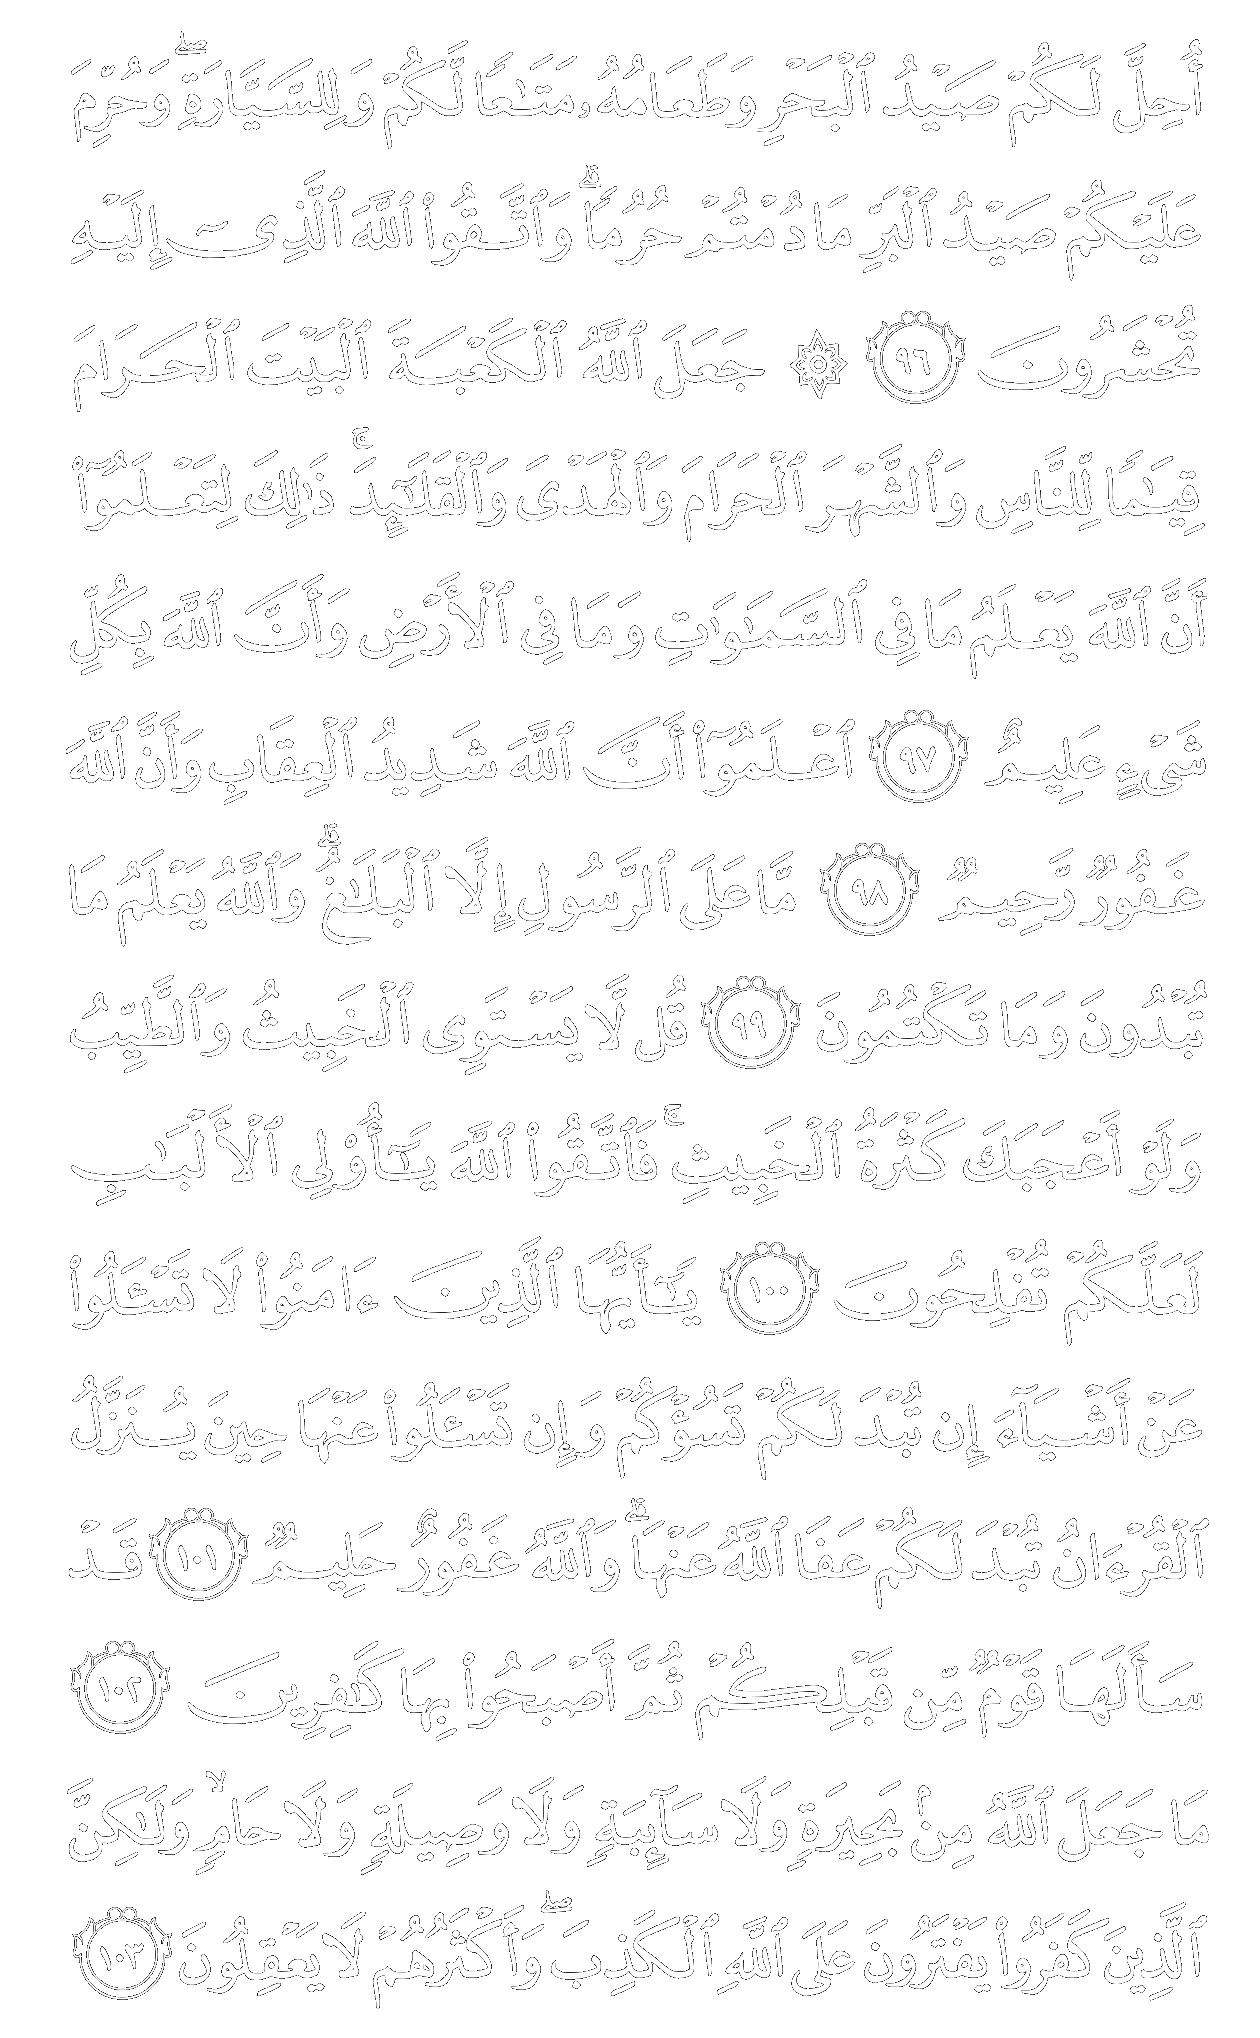 أُحِلَّ لَكُمْ صَيْدُ ٱلْبَحْرِ وَطَعَامُهُۥ مَتَـٰعًا لَّكُمْ وَلِلسَّيَّارَةِ ۖ وَحُرِّمَ
عَلَيْكُمْ صَيْدُ ٱلْبَرِّ مَا دُمْتُمْ حُرُمًا ۗ وَٱتَّقُوا۟ ٱللَّهَ ٱلَّذِىٓ إِلَيْهِ
تُحْشَرُونَ ٩٦ ۞ جَعَلَ ٱللَّهُ ٱلْكَعْبَةَ ٱلْبَيْتَ ٱلْحَرَامَ
قِيَـٰمًا لِّلنَّاسِ وَٱلشَّهْرَ ٱلْحَرَامَ وَٱلْهَدْىَ وَٱلْقَلَـٰٓئِدَ ۚ ذَٰلِكَ لِتَعْلَمُوٓا۟
أَنَّ ٱللَّهَ يَعْلَمُ مَا فِى ٱلسَّمَـٰوَٰتِ وَمَا فِى ٱلْأَرْضِ وَأَنَّ ٱللَّهَ بِكُلِّ
شَىْءٍ عَلِيمٌ ٩٧ ٱعْلَمُوٓا۟ أَنَّ ٱللَّهَ شَدِيدُ ٱلْعِقَابِ وَأَنَّ ٱللَّهَ
غَفُورٌ رَّحِيمٌ ٩٨ مَّا عَلَى ٱلرَّسُولِ إِلَّا ٱلْبَلَـٰغُ ۗ وَٱللَّهُ يَعْلَمُ مَا
تُبْدُونَ وَمَا تَكْتُمُونَ ٩٩ قُل لَّا يَسْتَوِى ٱلْخَبِيثُ وَٱلطَّيِّبُ
وَلَوْ أَعْجَبَكَ كَثْرَةُ ٱلْخَبِيثِ ۚ فَٱتَّقُوا۟ ٱللَّهَ يَـٰٓأُو۟لِى ٱلْأَلْبَـٰبِ
لَعَلَّكُمْ تُفْلِحُونَ ١٠٠ يَـٰٓأَيُّهَا ٱلَّذِينَ ءَامَنُوا۟ لَا تَسْـَٔلُوا۟
عَنْ أَشْيَآءَ إِن تُبْدَ لَكُمْ تَسُؤْكُمْ وَإِن تَسْـَٔلُوا۟ عَنْهَا حِينَ يُنَزَّلُ
ٱلْقُرْءَانُ تُبْدَ لَكُمْ عَفَا ٱللَّهُ عَنْهَا ۗ وَٱللَّهُ غَفُورٌ حَلِيمٌ ١٠١ قَدْ
سَأَلَهَا قَوْمٌ مِّن قَبْلِكُمْ ثُمَّ أَصْبَحُوا۟ بِهَا كَـٰفِرِينَ ١٠٢
مَا جَعَلَ ٱللَّهُ مِنۢ بَحِيرَةٍ وَلَا سَآئِبَةٍ وَلَا وَصِيلَةٍ وَلَا حَامٍ ۙ وَلَـٰكِنَّ
ٱلَّذِينَ كَفَرُوا۟ يَفْتَرُونَ عَلَى ٱللَّهِ ٱلْكَذِبَ ۖ وَأَكْثَرُهُمْ لَا يَعْقِلُونَ ١٠٣